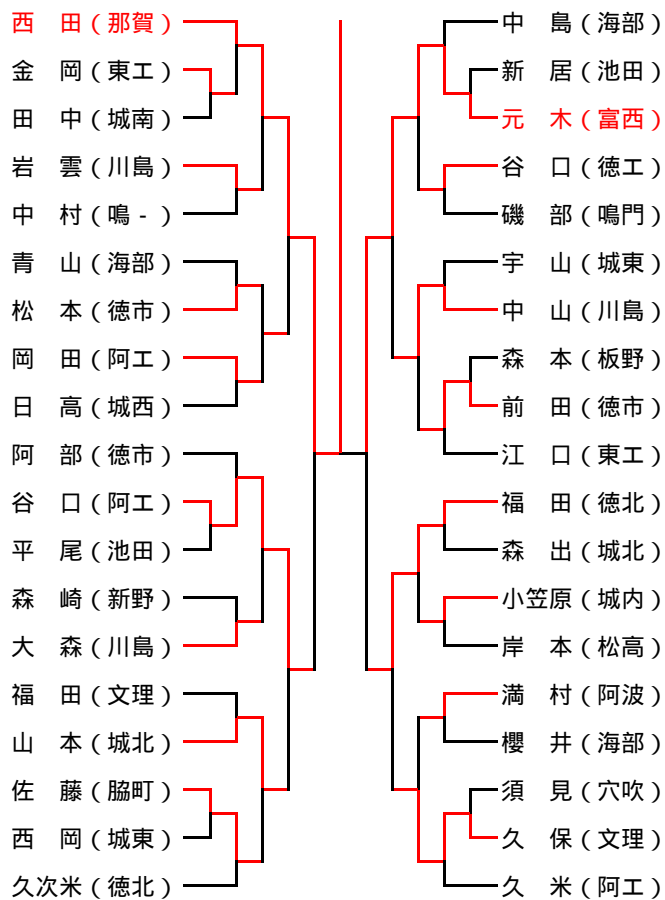 西　田（那賀）
金　岡（東工）
田　中（城南）
岩　雲（川島）
中　村（鳴 - ）
青　山（海部）
松　本（徳市）
岡　田（阿工）
日　高（城西）
阿　部（徳市）
谷　口（阿工）
平　尾（池田）
森　崎（新野）
大　森（川島）
福　田（文理）
山　本（城北）
佐　藤（脇町）
西　岡（城東）
久次米（徳北）
中　島（海部）
新　居（池田）
元　木（富西）
谷　口（徳工）
磯　部（鳴門）
宇　山（城東）
中　山（川島）
森　本（板野）
前　田（徳市）
江　口（東工）
福　田（徳北）
森　出（城北）
小笠原（城内）
岸　本（松高）
満　村（阿波）
櫻　井（海部）
須　見（穴吹）
久　保（文理）
久　米（阿工）